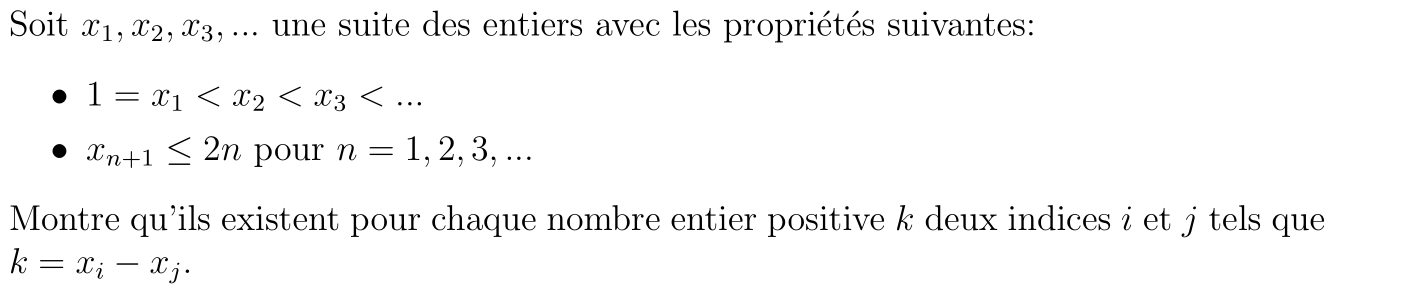 Soit $x_1, x_2, x_3, ...$ une suite des entiers avec les propriétés suivantes:
• $1 = x_1 < x_2 < x_3 < ...$
• $x_{n+1} \leq 2n$ pour $n = 1, 2, 3, ...$
Montre qu'ils existent pour chaque nombre entier positive $k$ deux indices $i$ et $j$ tels que
$k = x_i - x_j$.